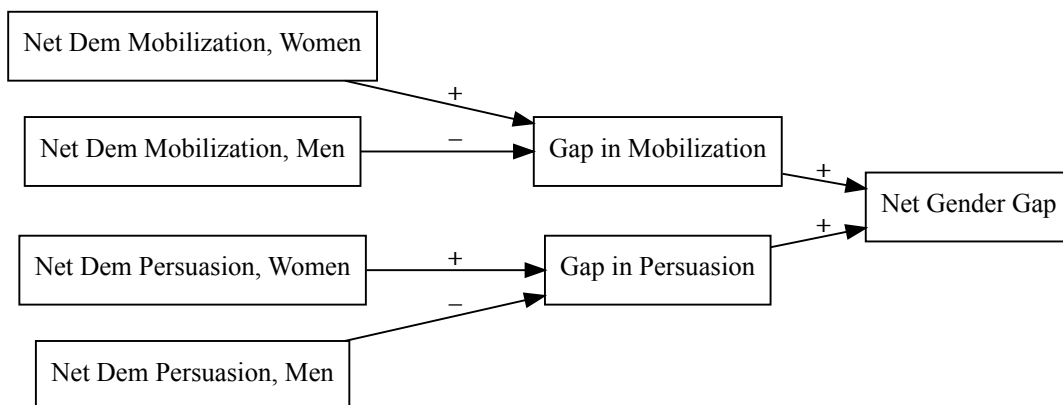 Net Dem Mobilization, Women
+
Net Dem Mobilization, Men
−
Gap in Mobilization
+
Net Gender Gap
Net Dem Persuasion, Women
+
Gap in Persuasion
+
−
Net Dem Persuasion, Men